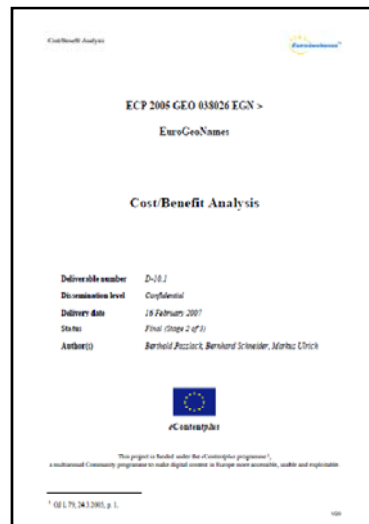 Cost/Benefit Analysis
EuroGeoNames
ECP 2005 GEO 038026 EGN >
EuroGeoNames
Cost/Benefit Analysis
Deliverable number D-10.1
Dissemination level Confidential
Delivery date 16 February 2007
Status Final (Stage 2 of 3)
Author(s) Berthold Passlack, Bernhard Schneider, Markus Ulrich
eContentplus
This project is funded under the eContentplus programme¹,
a multiannual Community programme to make digital content in Europe more accessible, usable and exploitable.
¹ OJ L 79, 24.3.2005, p. 1.